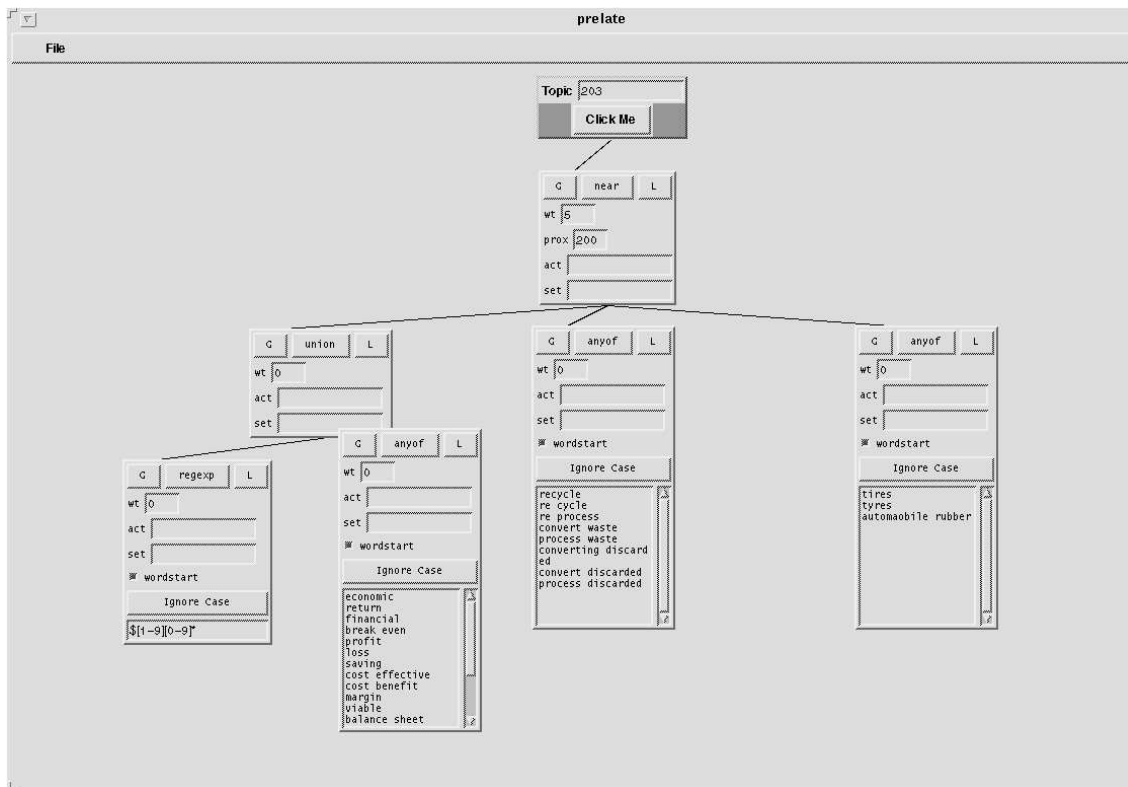 prelate
File
Topic 203
Click Me
G near L
wt 5
prox 200
act
set
G union L
wt 0
act
set
G anyof L
wt 0
act
set
wordstart
Ignore Case
recycle
re cycle
re process
convert waste
process waste
converting discard
ed
convert discarded
process discarded
G anyof L
wt 0
act
set
wordstart
Ignore Case
tires
tyres
automaobile rubber
G regexp L
wt 0
act
set
wordstart
Ignore Case
$[1-9][0-9]*
G anyof L
wt 0
act
set
wordstart
Ignore Case
economic
return
financial
break even
profit
loss
saving
cost effective
cost benefit
margin
viable
balance sheet